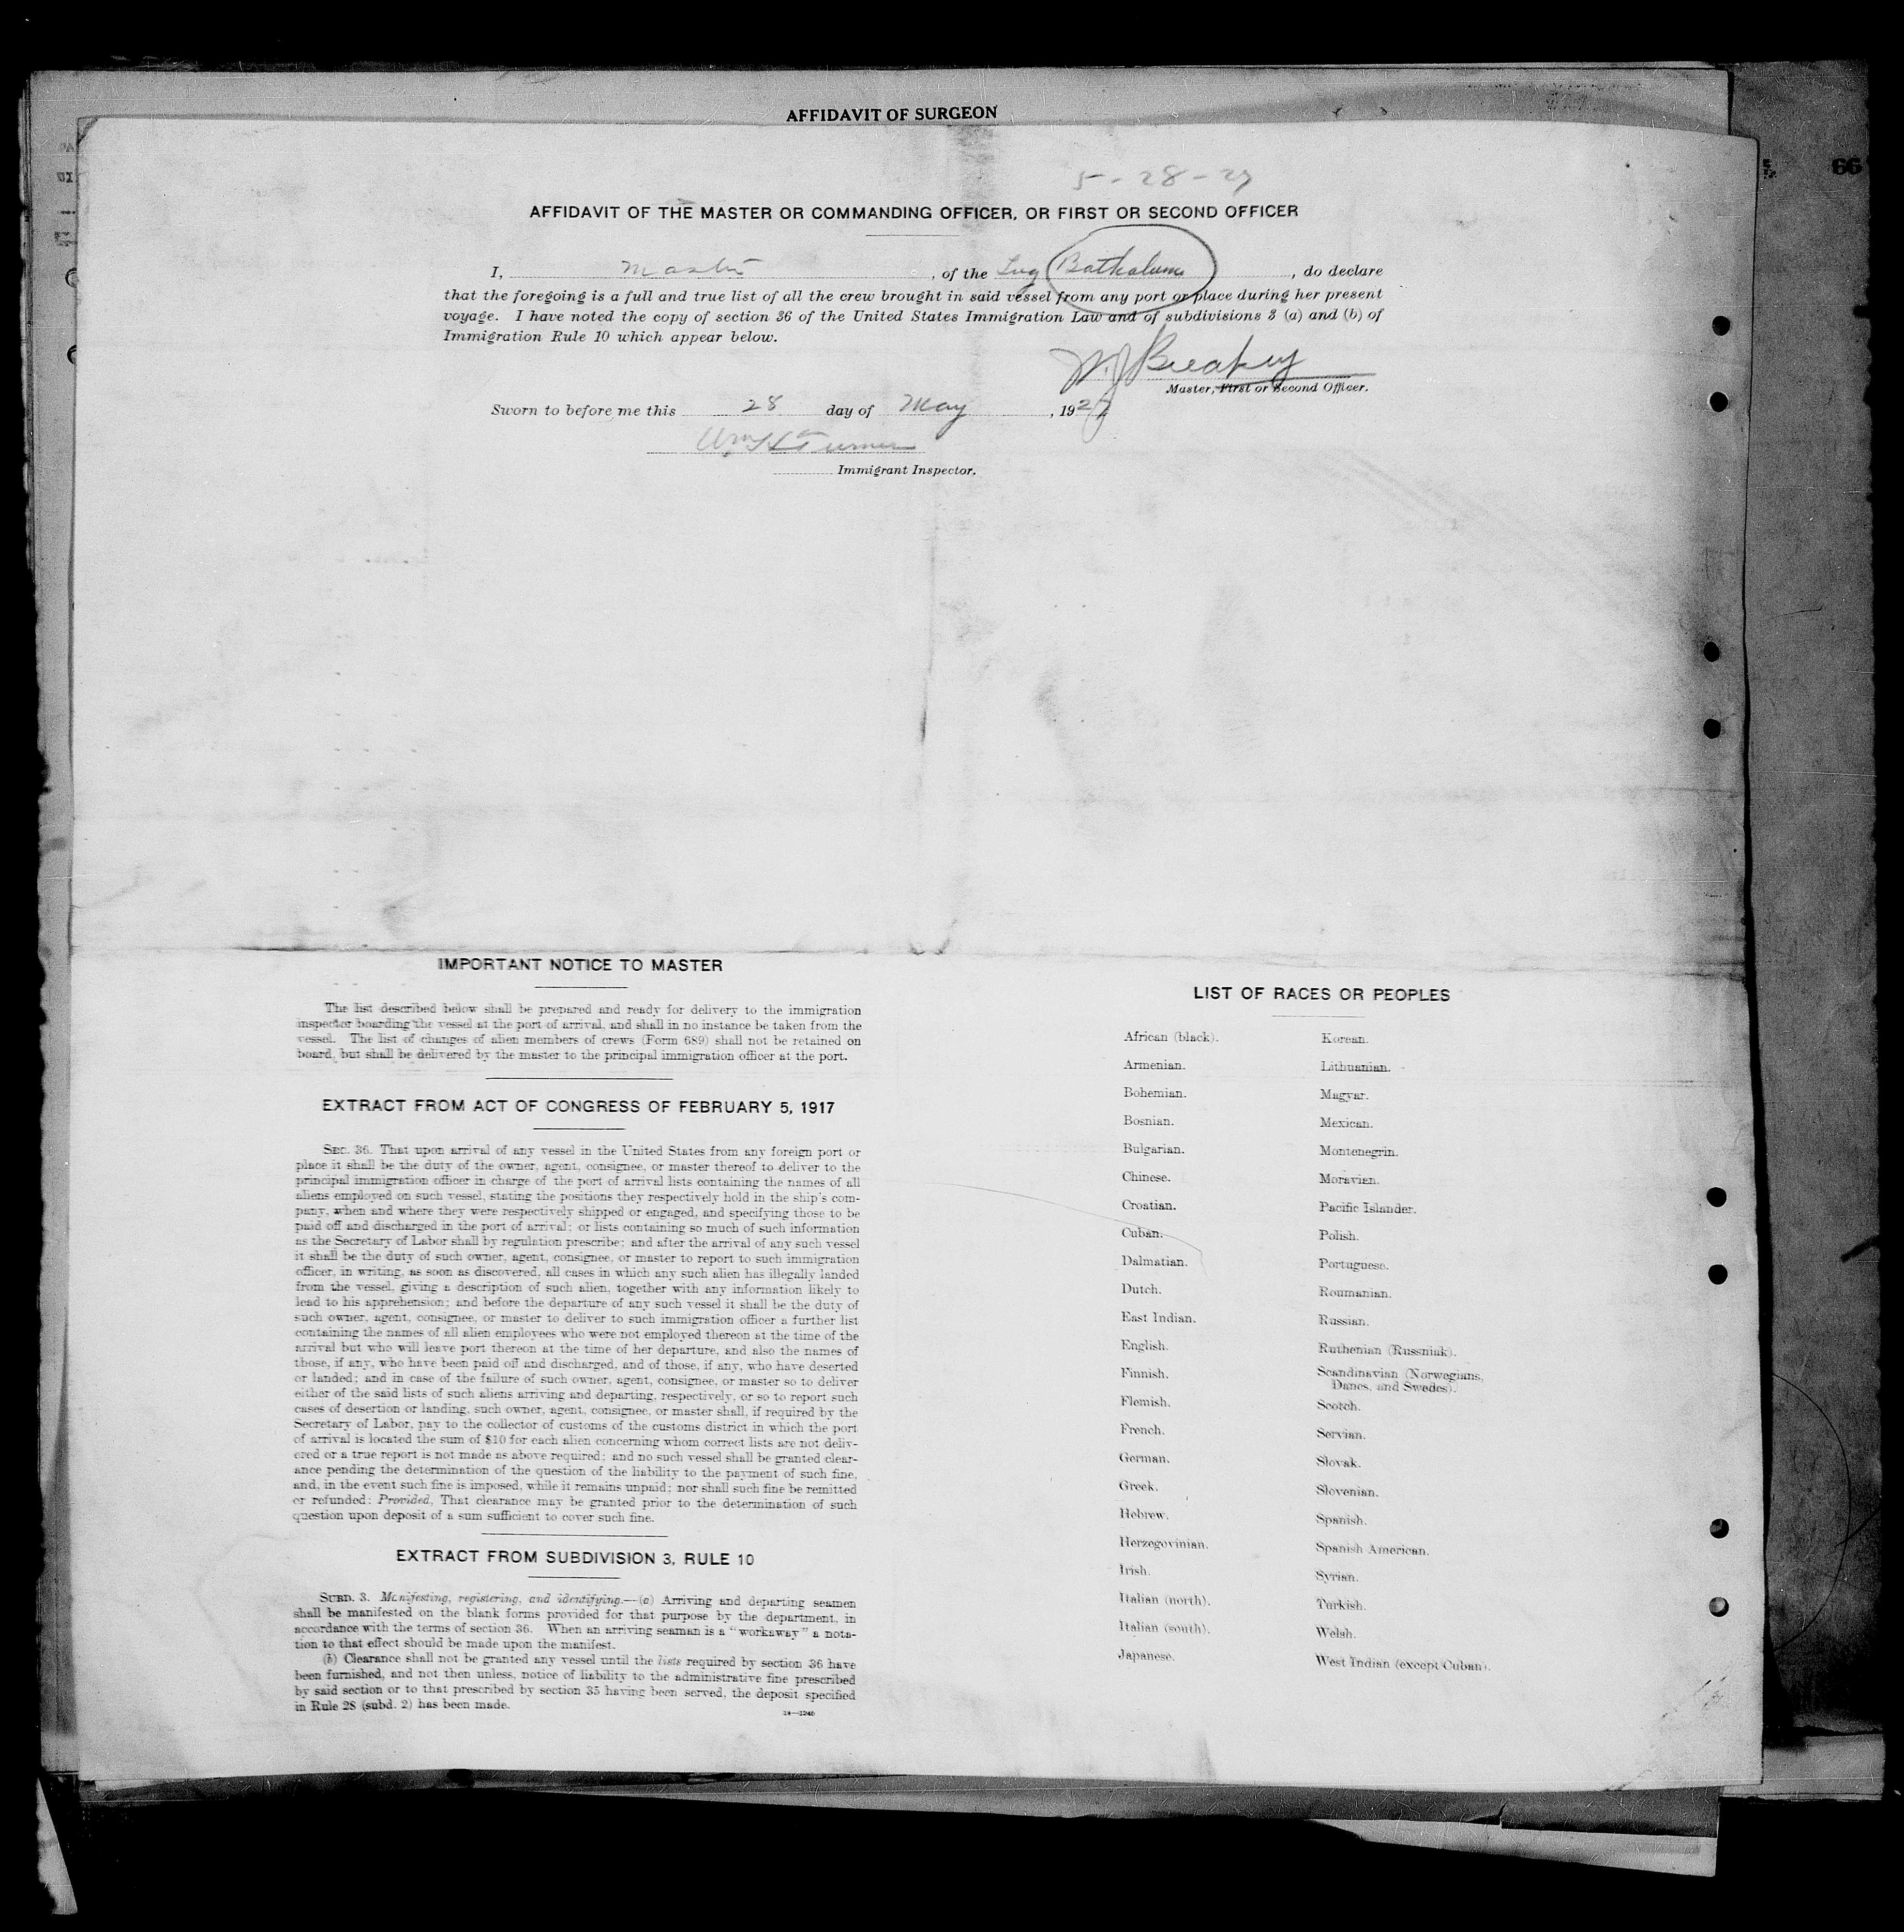 AFFIDAVIT OF SURGEON
66
5-28-27
AFFIDAVIT OF THE MASTER OR COMMANDING OFFICER, OR FIRST OR SECOND OFFICER
I, Master, of the Tug Bathalum, do declare
that the foregoing is a full and true list of all the crew brought in said vessel from any port or place during her present
voyage. I have noted the copy of section 36 of the United States Immigration Law and of subdivisions 3 (a) and (b) of
Immigration Rule 10 which appear below.
W. J. Breakey
Master, First or Second Officer.
Sworn to before me this 28 day of May, 1927
Wm H Turner
Immigrant Inspector.
IMPORTANT NOTICE TO MASTER
The list described below shall be prepared and ready for delivery to the immigration
inspector boarding the vessel at the port of arrival, and shall in no instance be taken from the
vessel. The list of changes of alien members of crews (Form 689) shall not be retained on
board, but shall be delivered by the master to the principal immigration officer at the port.
EXTRACT FROM ACT OF CONGRESS OF FEBRUARY 5, 1917
SEC. 36. That upon arrival of any vessel in the United States from any foreign port or
place it shall be the duty of the owner, agent, consignee, or master thereof to deliver to the
principal immigration officer in charge of the port of arrival lists containing the names of all
aliens employed on such vessel, stating the positions they respectively hold in the ship's com-
pany, when and where they were respectively shipped or engaged, and specifying those to be
paid off and discharged in the port of arrival; or lists containing so much of such information
as the Secretary of Labor shall by regulation prescribe; and after the arrival of any such vessel
it shall be the duty of such owner, agent, consignee, or master to report to such immigration
officer, in writing, as soon as discovered, all cases in which any such alien has illegally landed
from the vessel, giving a description of such alien, together with any information likely to
lead to his apprehension; and before the departure of any such vessel it shall be the duty of
such owner, agent, consignee, or master to deliver to such immigration officer a further list
containing the names of all alien employees who were not employed thereon at the time of the
arrival but who will leave port thereon at the time of her departure, and also the names of
those, if any, who have been paid off and discharged, and of those, if any, who have deserted
or landed; and in case of the failure of such owner, agent, consignee, or master so to deliver
either of the said lists of such aliens arriving and departing, respectively, or so to report such
cases of desertion or landing, such owner, agent, consignee, or master shall, if required by the
Secretary of Labor, pay to the collector of customs of the customs district in which the port
of arrival is located the sum of $10 for each alien concerning whom correct lists are not deliv-
ered or a true report is not made as above required; and no such vessel shall be granted clear-
ance pending the determination of the question of the liability to the payment of such fine,
and, in the event such fine is imposed, while it remains unpaid; nor shall such fine be remitted
or refunded: Provided, That clearance may be granted prior to the determination of such
question upon deposit of a sum sufficient to cover such fine.
EXTRACT FROM SUBDIVISION 3, RULE 10
SUBD. 3. Manifesting, registering, and identifying.—(a) Arriving and departing seamen
shall be manifested on the blank forms provided for that purpose by the department, in
accordance with the terms of section 36. When an arriving seaman is a "workaway" a nota-
tion to that effect should be made upon the manifest.
(b) Clearance shall not be granted any vessel until the lists required by section 36 have
been furnished, and not then unless, notice of liability to the administrative fine prescribed
by said section or to that prescribed by section 35 having been served, the deposit specified
in Rule 28 (subd. 2) has been made.
14—1240
LIST OF RACES OR PEOPLES
African (black).
Armenian.
Bohemian.
Bosnian.
Bulgarian.
Chinese.
Croatian.
Cuban.
Dalmatian.
Dutch.
East Indian.
English.
Finnish.
Flemish.
French.
German.
Greek.
Hebrew.
Herzegovinian.
Irish.
Italian (north).
Italian (south).
Japanese.
Korean.
Lithuanian.
Magyar.
Mexican.
Montenegrin.
Moravian.
Pacific Islander.
Polish.
Portuguese.
Roumanian.
Russian.
Ruthenian (Russniak).
Scandinavian (Norwegians,
Danes, and Swedes).
Scotch.
Servian.
Slovak.
Slovenian.
Spanish.
Spanish American.
Syrian.
Turkish.
Welsh.
West Indian (except Cuban).